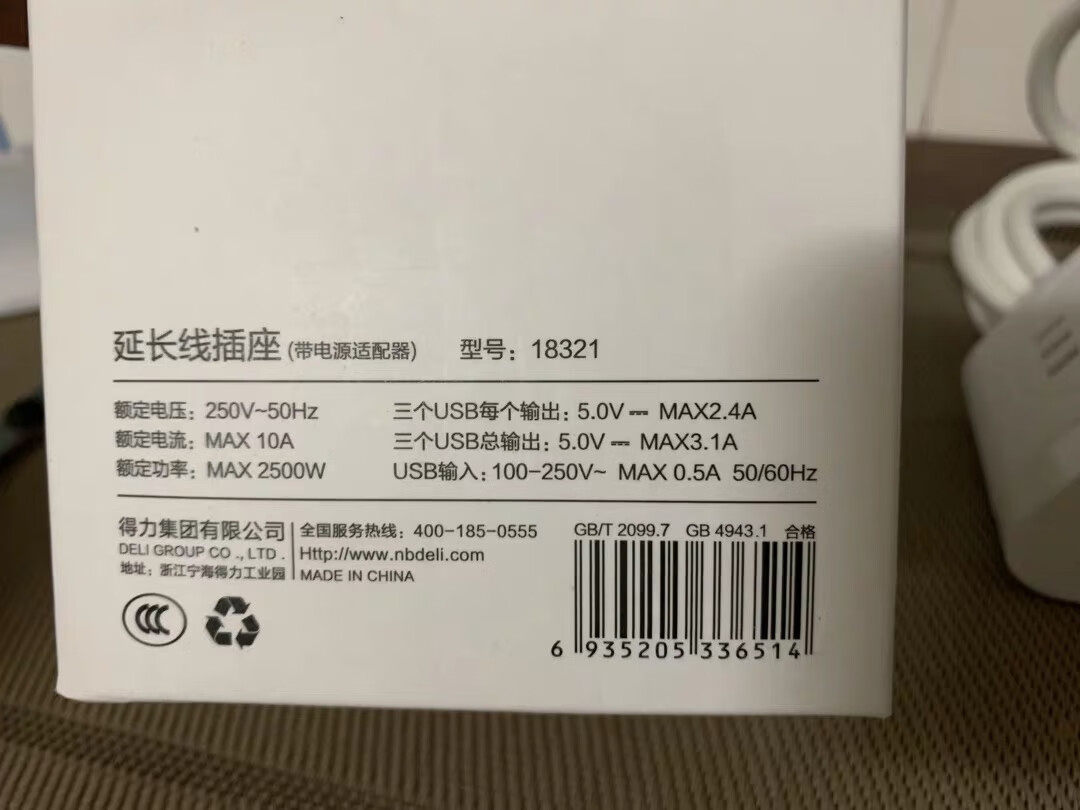 延长线插座(带电源适配器) 型号：18321
额定电压：250V~50Hz 三个USB每个输出：5.0V⎓ MAX2.4A
额定电流：MAX 10A 三个USB总输出：5.0V⎓ MAX3.1A
额定功率：MAX 2500W USB输入：100-250V~ MAX 0.5A 50/60Hz
得力集团有限公司
DELI GROUP CO .,LTD .
地址：浙江宁海得力工业园
全国服务热线：400-185-0555
Http://www.nbdeli.com
MADE IN CHINA
GB/T 2099.7 GB 4943.1 合格
CCC
6 935205 336514